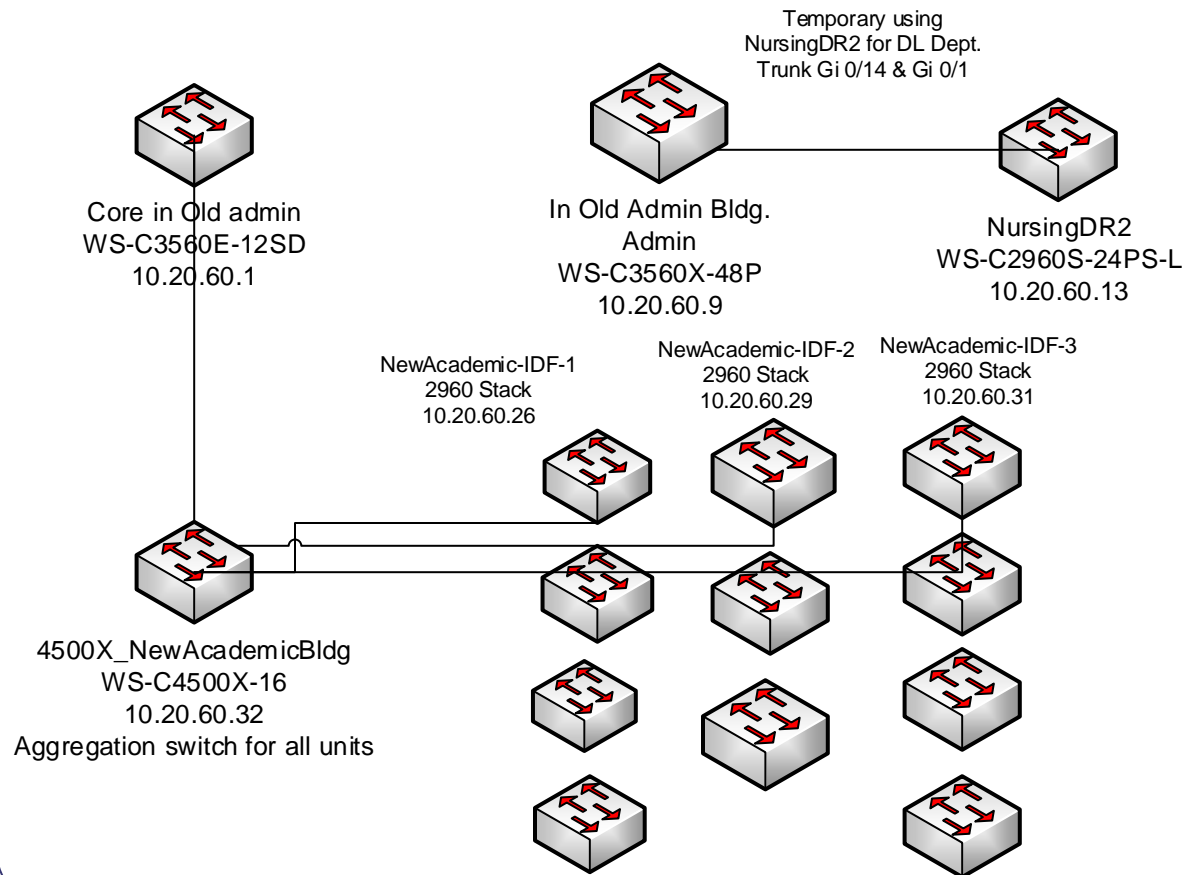 Temporary using
NursingDR2 for DL Dept.
Trunk Gi 0/14 & Gi 0/1
Core in Old admin
WS-C3560E-12SD
10.20.60.1
In Old Admin Bldg.
Admin
WS-C3560X-48P
10.20.60.9
NursingDR2
WS-C2960S-24PS-L
10.20.60.13
NewAcademic-IDF-1
2960 Stack
10.20.60.26
NewAcademic-IDF-2
2960 Stack
10.20.60.29
NewAcademic-IDF-3
2960 Stack
10.20.60.31
4500X_NewAcademicBldg
WS-C4500X-16
10.20.60.32
Aggregation switch for all units